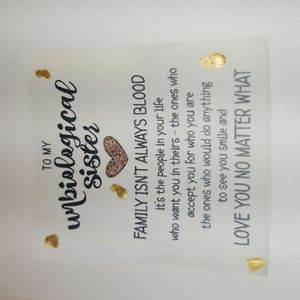 TO MY
unbiological
sister
FAMILY ISN'T ALWAYS BLOOD
it's the people in your life
who want you in theirs - the ones who
accept you for who you are
the ones who would do anything
to see you smile and
LOVE YOU NO MATTER WHAT